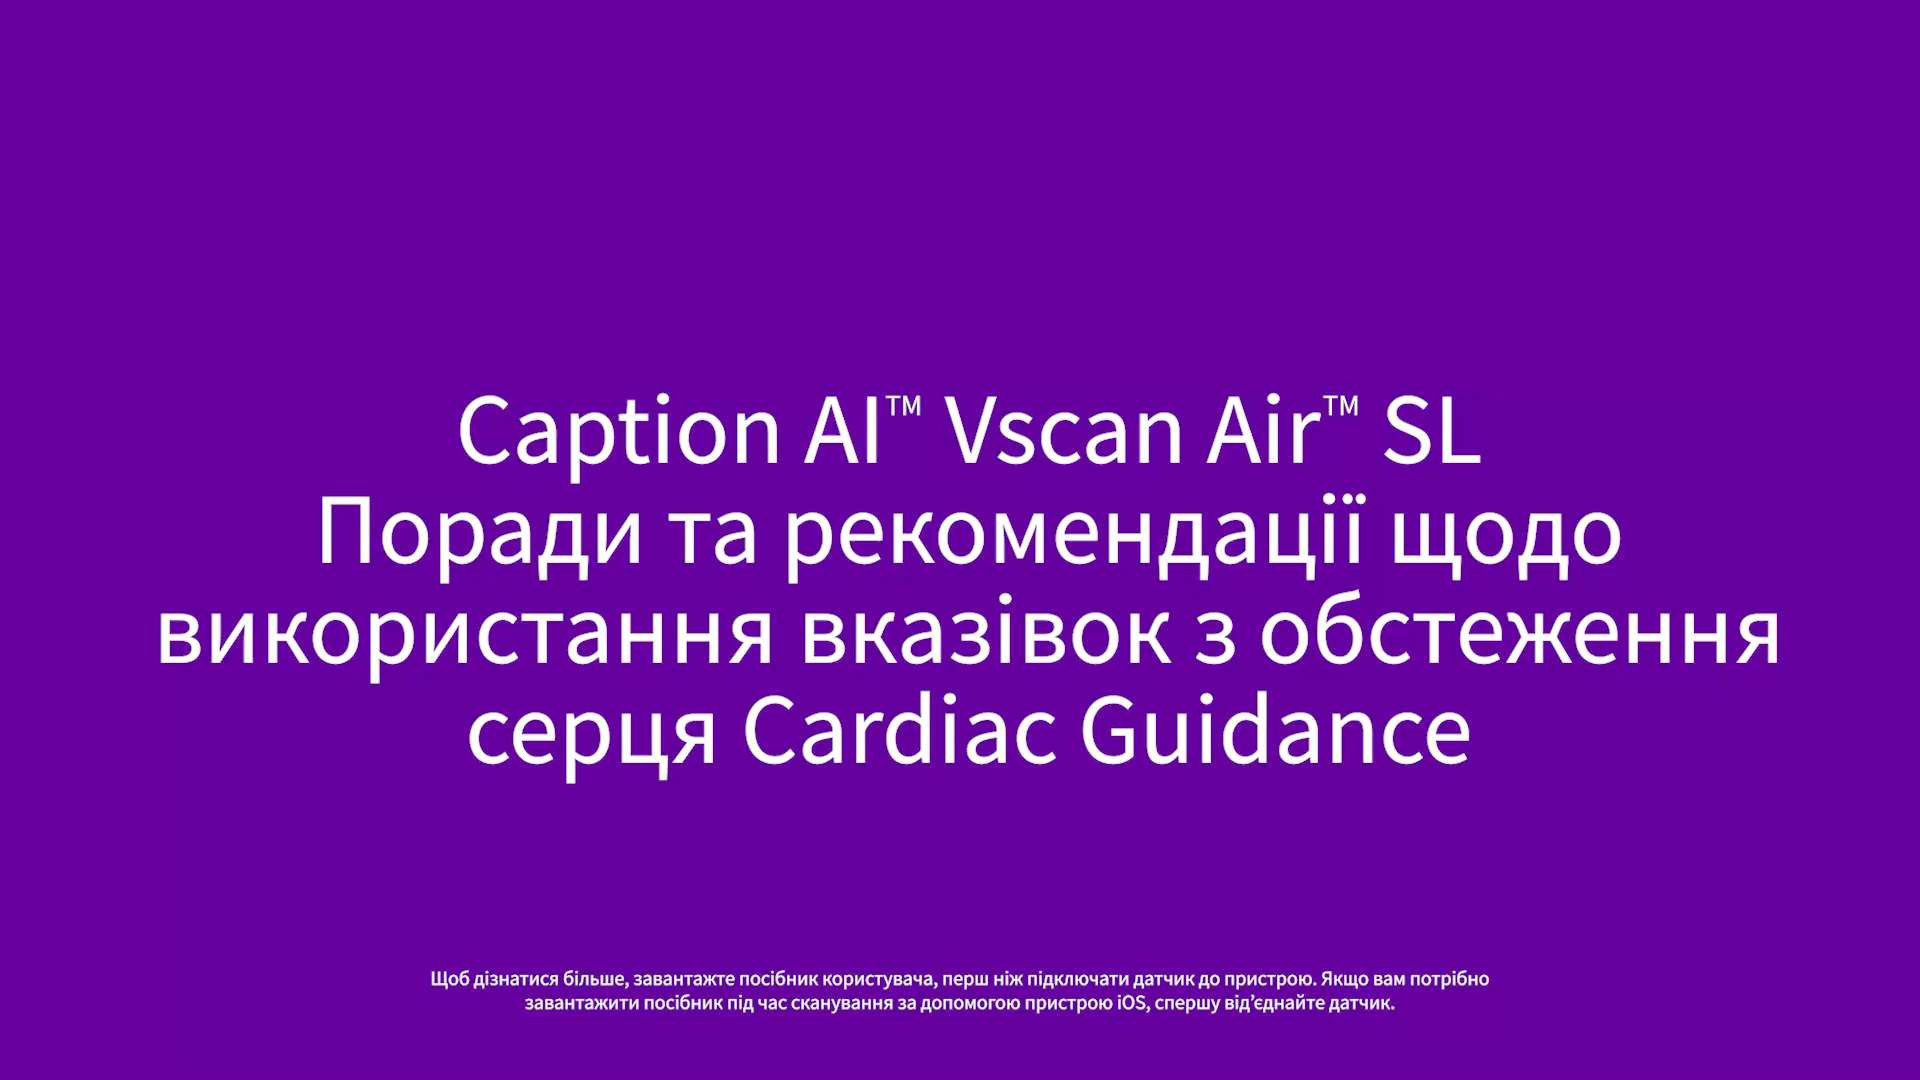 Caption AI™ Vscan Air™ SL
Поради та рекомендації щодо
використання вказівок з обстеження
серця Cardiac Guidance
Щоб дізнатися більше, завантажте посібник користувача, перш ніж підключати датчик до пристрою. Якщо вам потрібно
завантажити посібник під час сканування за допомогою пристрою iOS, спершу від’єднайте датчик.